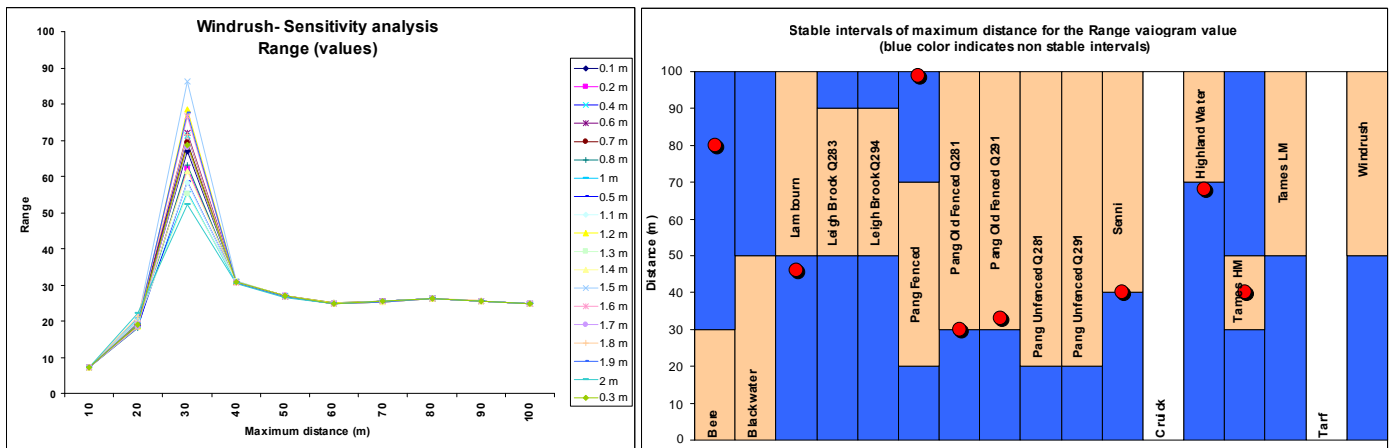 Windrush- Sensitivity analysis
Range (values)
100
90
80
70
60
50
40
30
20
10
0
Range
10
20
30
40
50
60
70
80
90
100
Maximum distance (m)
0.1 m
0.2 m
0.4 m
0.6 m
0.7 m
0.8 m
1 m
0.5 m
1.1 m
1.2 m
1.3 m
1.4 m
1.5 m
1.6 m
1.7 m
1.8 m
1.9 m
2 m
0.3 m
Stable intervals of maximum distance for the Range vaiogram value
(blue color indicates non stable intervals)
100
90
80
70
60
50
40
30
20
10
0
Distance (m)
Bere
Blackwater
Lambourn
Leigh Brook Q283
Leigh Brook Q294
Pang Fenced
Pang Old Fenced Q281
Pang Old Fenced Q291
Pang Unfenced Q281
Pang Unfenced Q291
Senni
Cruick
Highland Water
Tames HM
Tames LM
Tarf
Windrush